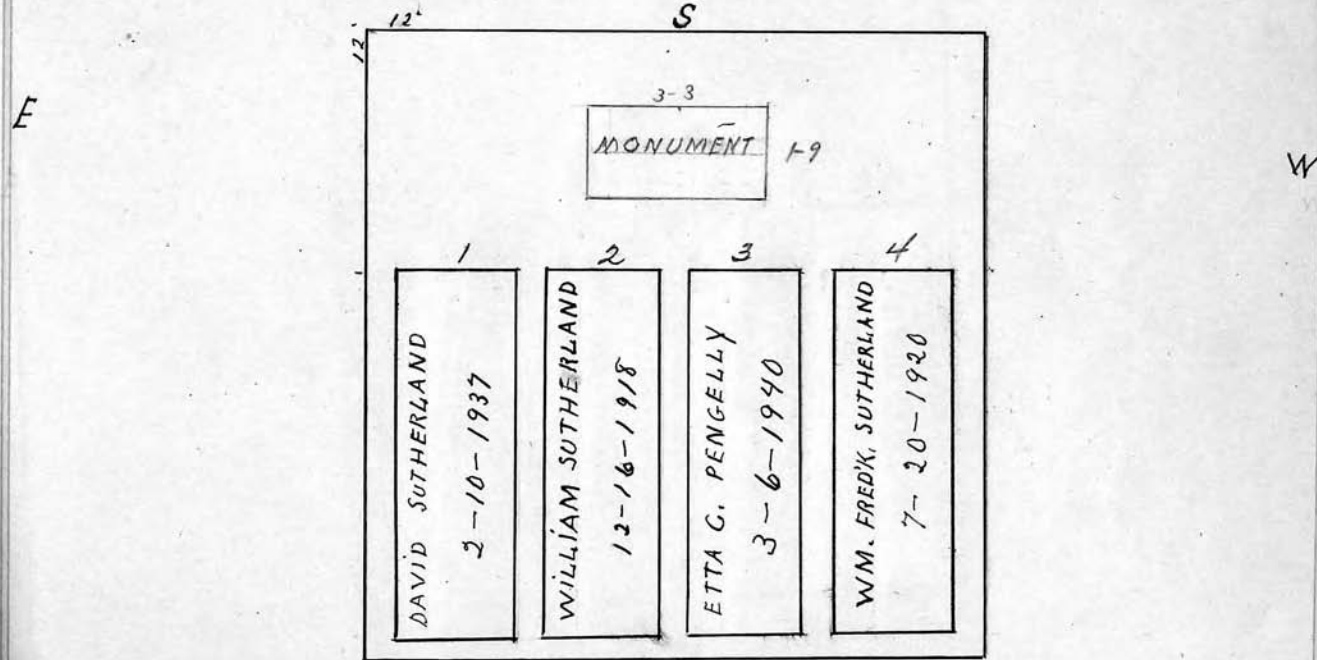 S
12'
12'
E
W
3-3
MONUMENT
1-9
1
2
3
4
DAVID SUTHERLAND
2-10-1937
WILLIAM SUTHERLAND
12-16-1918
ETTA C. PENGELLY
3-6-1940
WM. FRED'K. SUTHERLAND
7-20-1920